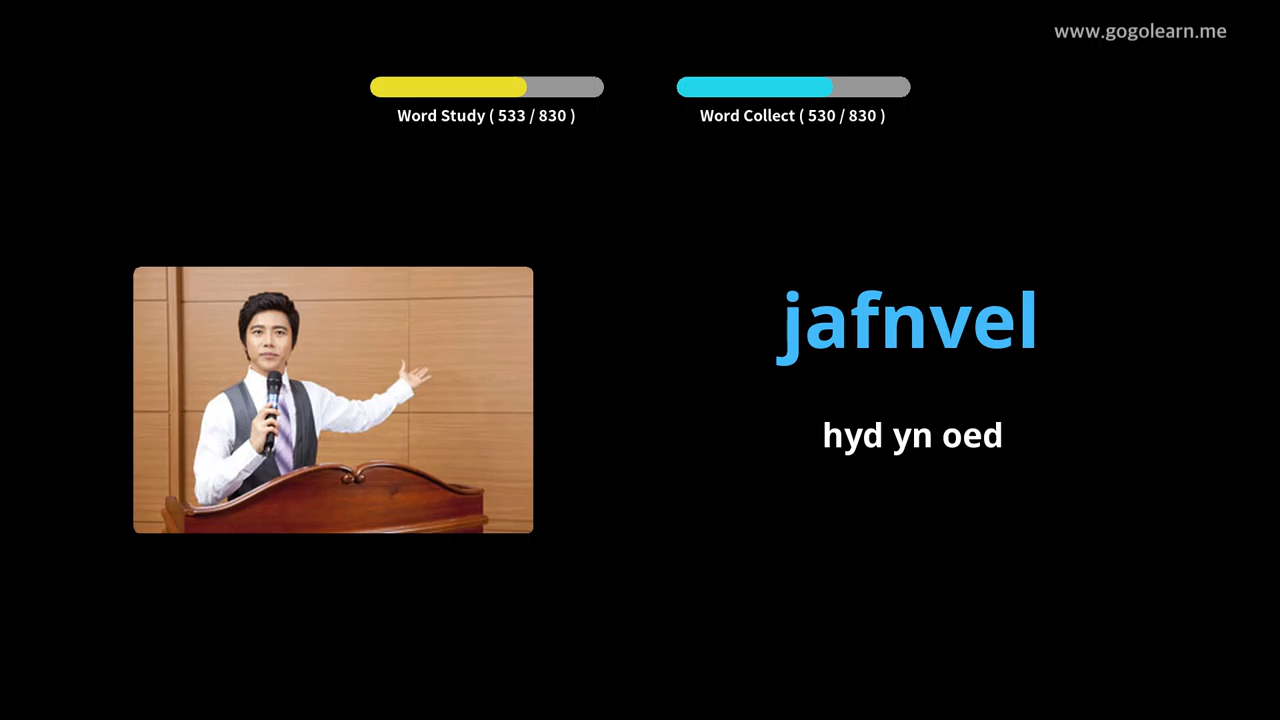 www.gogolearn.me
Word Study ( 533 / 830 )
Word Collect ( 530 / 830 )
jafnvel
hyd yn oed